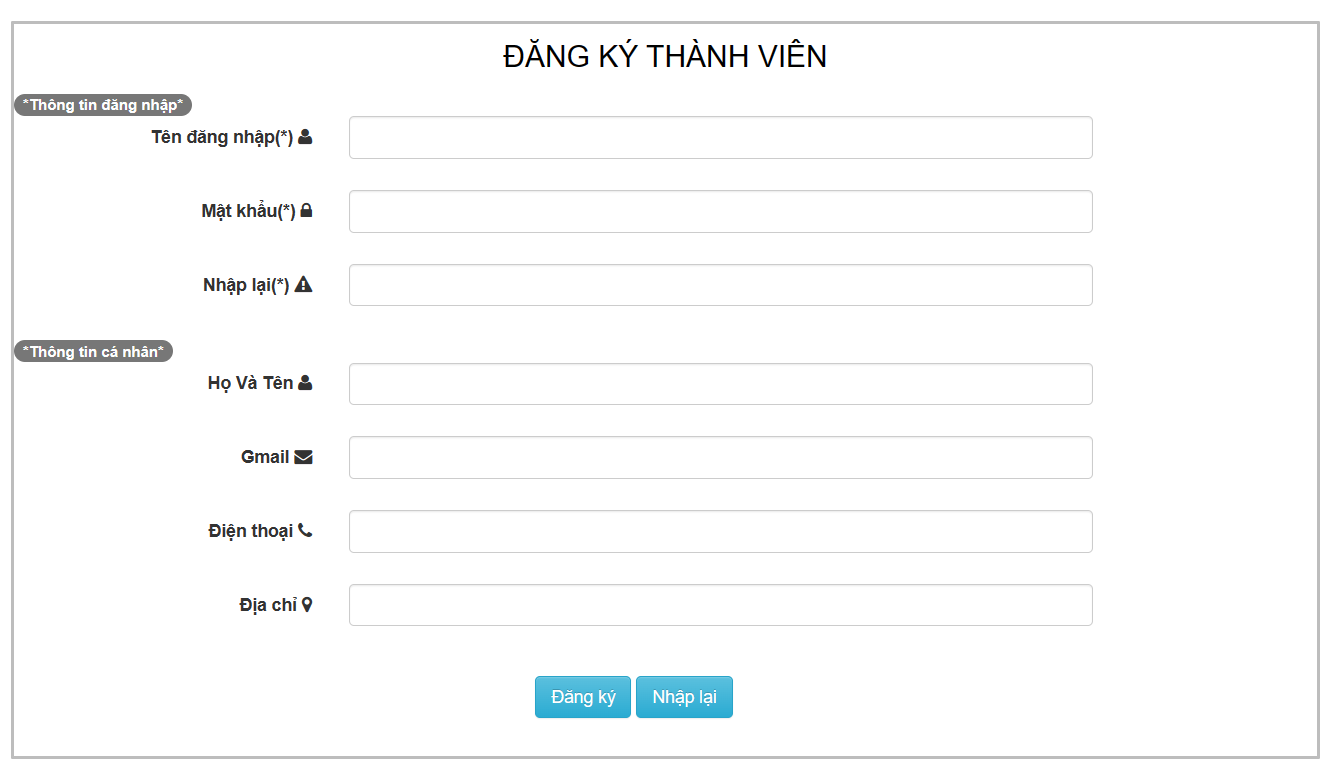 ĐĂNG KÝ THÀNH VIÊN
*Thông tin đăng nhập*
Tên đăng nhập(*)
Mật khẩu(*)
Nhập lại(*)
*Thông tin cá nhân*
Họ Và Tên
Gmail
Điện thoại
Địa chỉ
Đăng ký Nhập lại